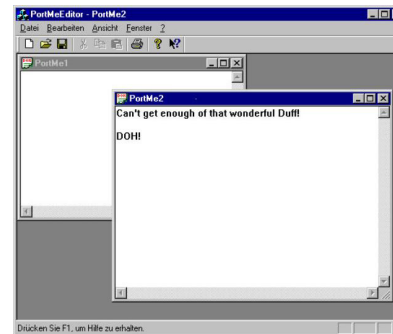 PortMeEditor - PortMe2
Datei Bearbeiten Ansicht Fenster ?
PortMe1
PortMe2
Can't get enough of that wonderful Duff!
DOH!
Drücken Sie F1, um Hilfe zu erhalten.